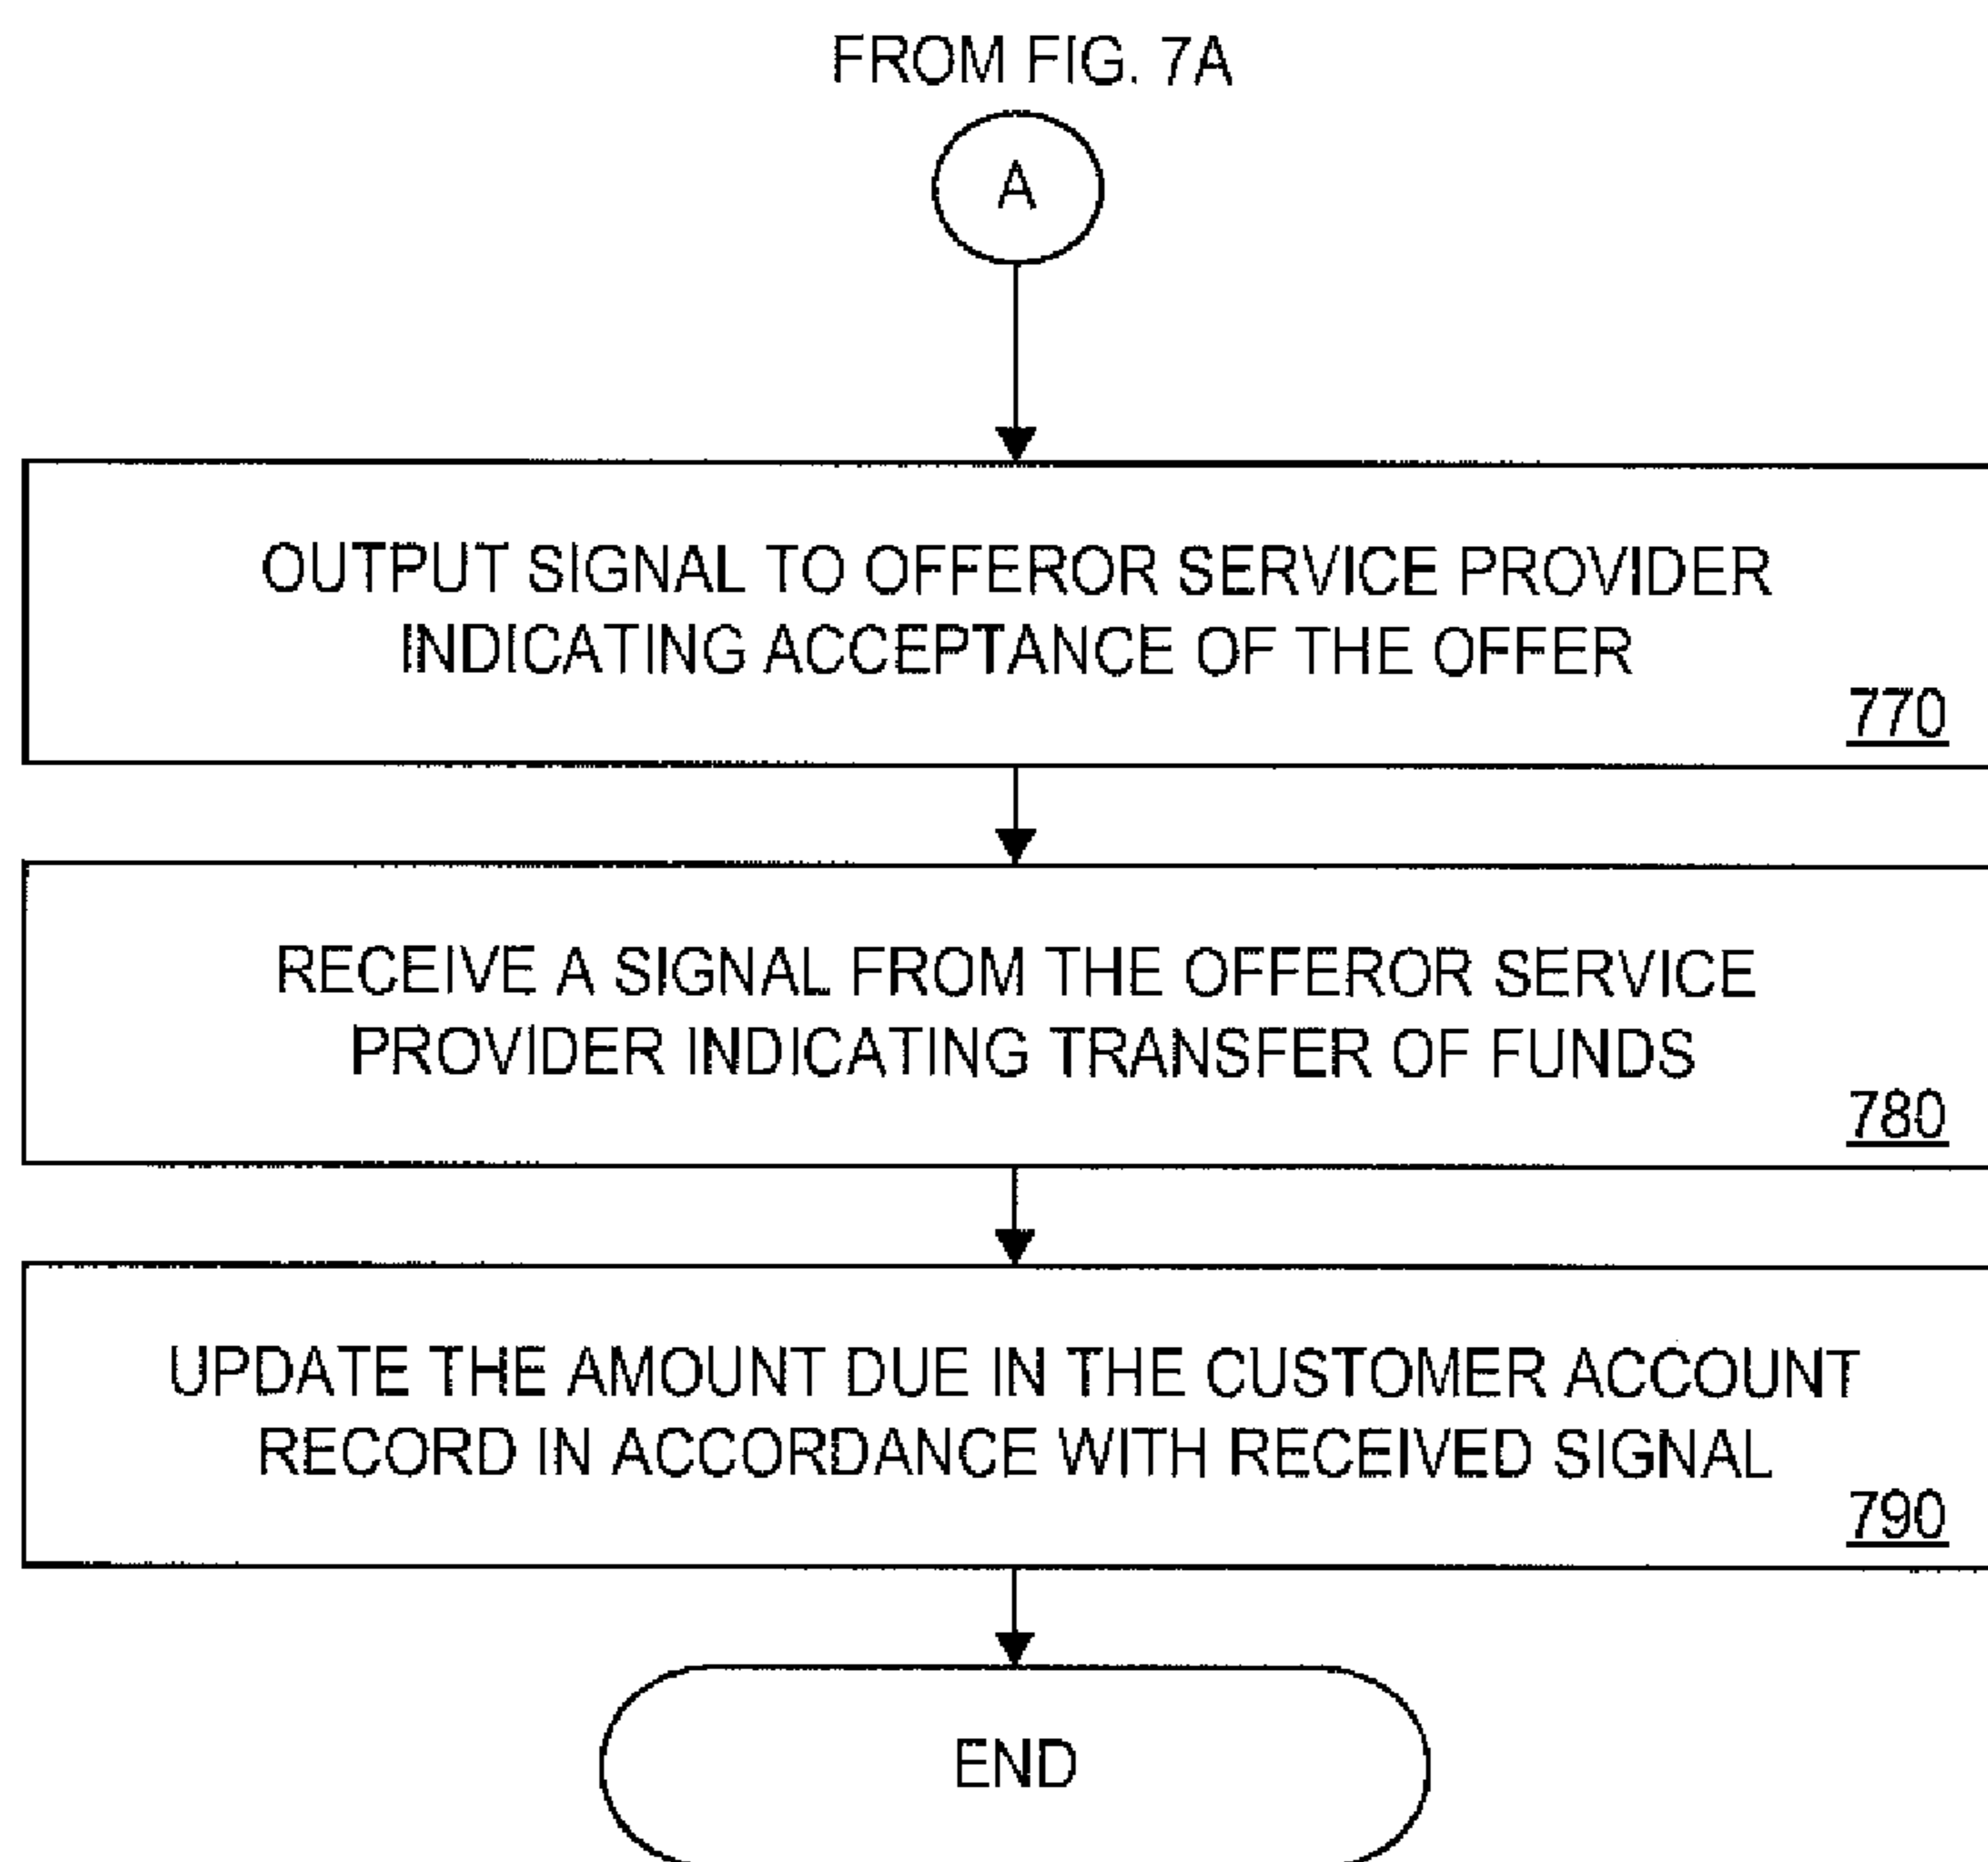 FROM FIG. 7A
A
OUTPUT SIGNAL TO OFFEROR SERVICE PROVIDER
INDICATING ACCEPTANCE OF THE OFFER
770
RECEIVE A SIGNAL FROM THE OFFEROR SERVICE
PROVIDER INDICATING TRANSFER OF FUNDS
780
UPDATE THE AMOUNT DUE IN THE CUSTOMER ACCOUNT
RECORD IN ACCORDANCE WITH RECEIVED SIGNAL
790
END